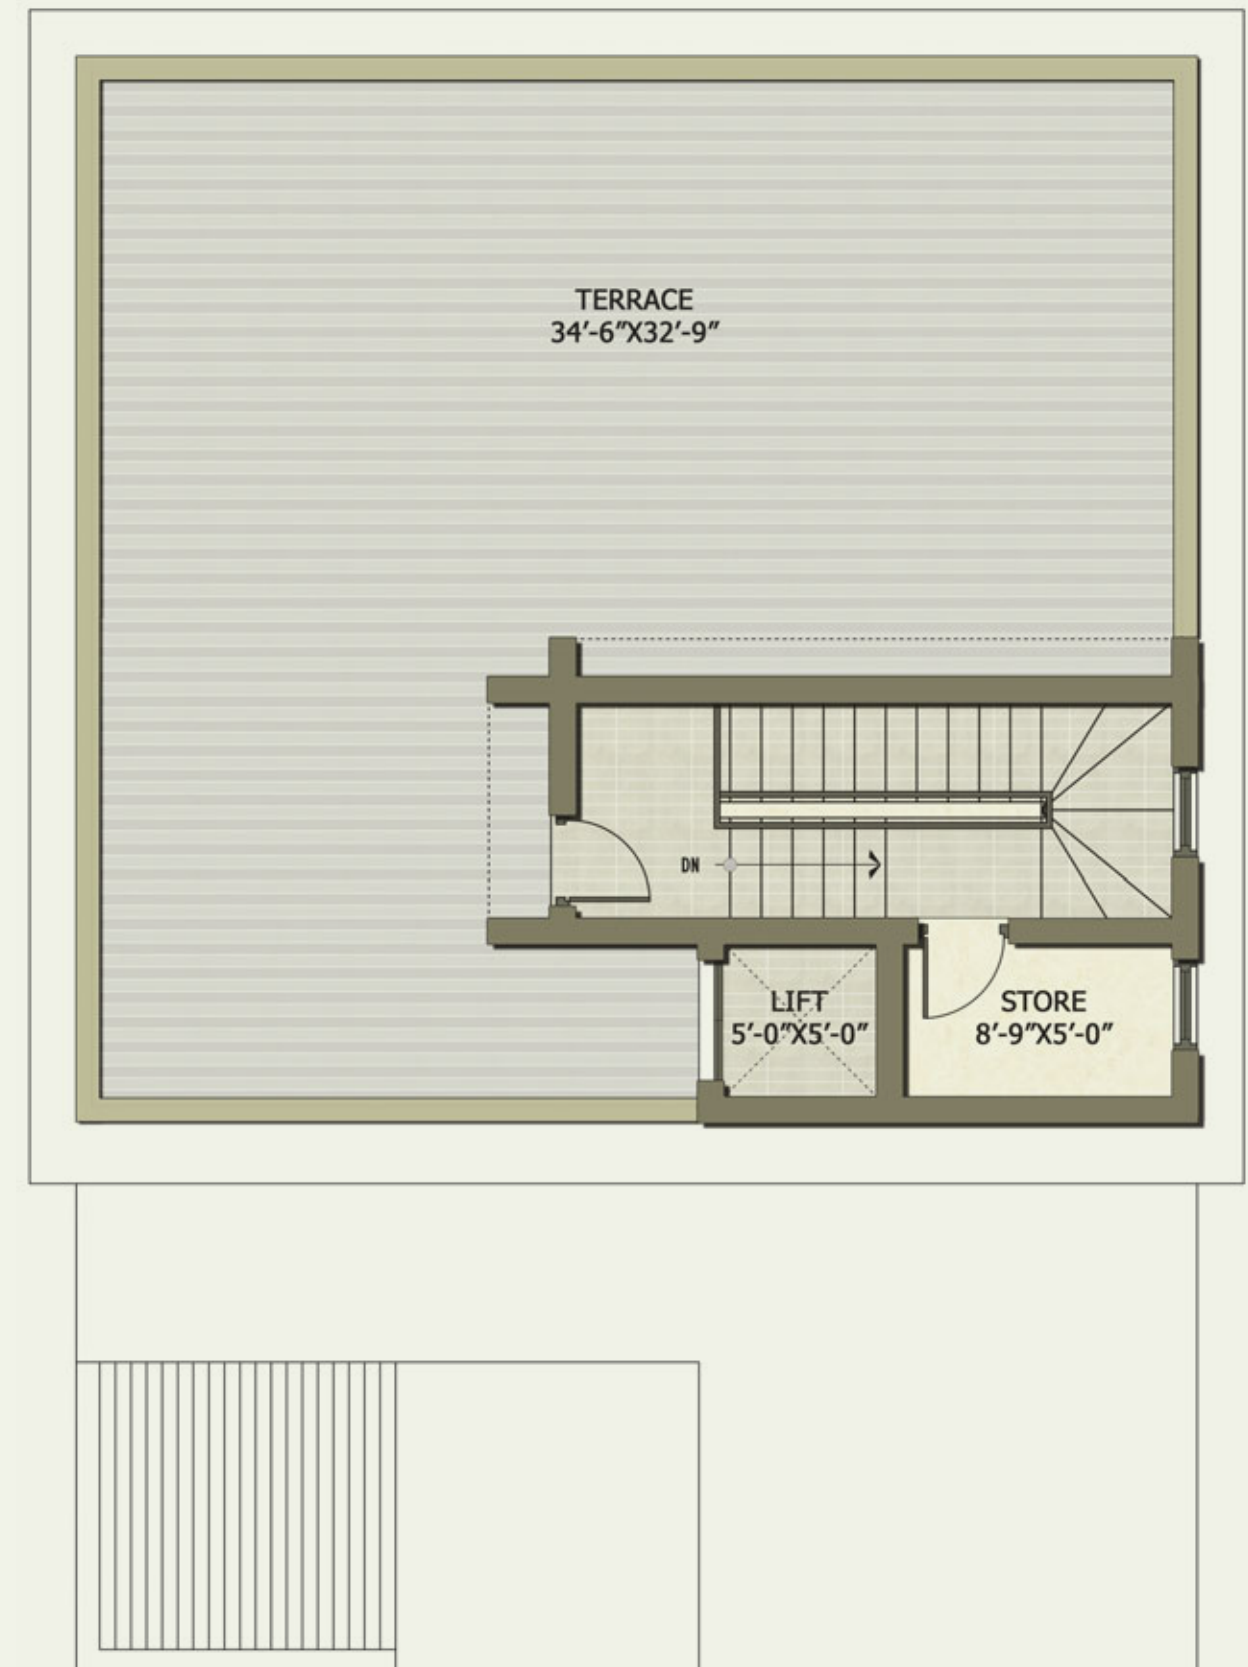 TERRACE
34′-6″X32′-9″
DN
LIFT
5′-0″X5′-0″
STORE
8′-9″X5′-0″